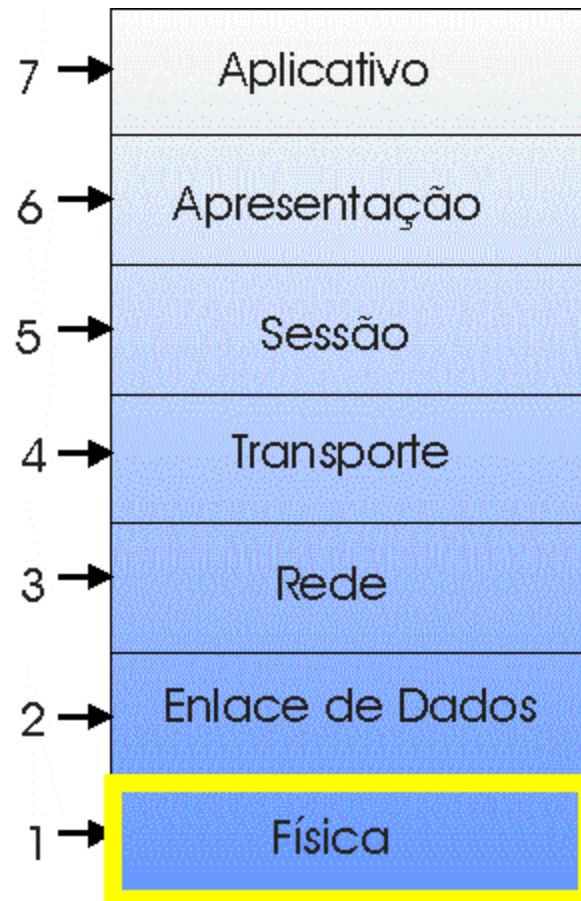 7 Aplicativo
6 Apresentação
5 Sessão
4 Transporte
3 Rede
2 Enlace de Dados
1 Física